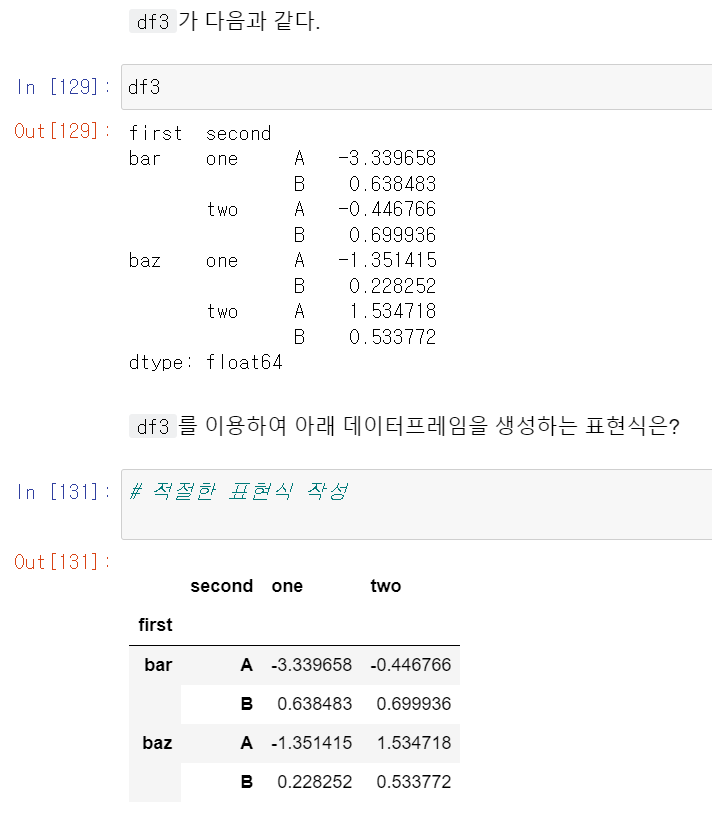 df3 가 다음과 같다.
In [129]: df3
Out[129]: first second
bar one A -3.339658
B 0.638483
two A -0.446766
B 0.699936
baz one A -1.351415
B 0.228252
two A 1.534718
B 0.533772
dtype: float64
df3 를 이용하여 아래 데이터프레임을 생성하는 표현식은?
In [131]: # 적절한 표현식 작성
Out[131]:
second one two
first
bar A -3.339658 -0.446766
B 0.638483 0.699936
baz A -1.351415 1.534718
B 0.228252 0.533772